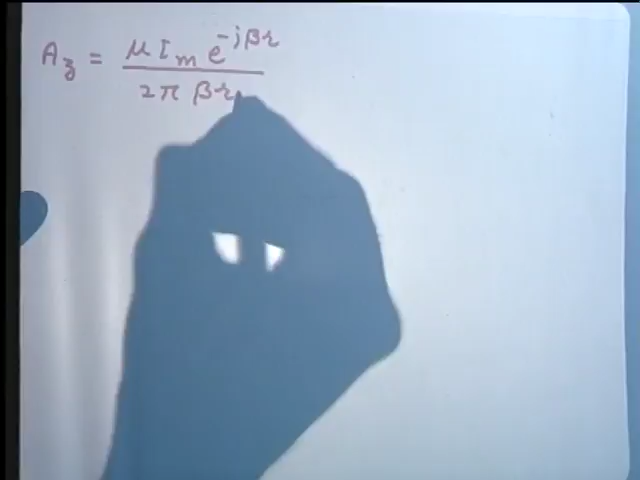 A_z = μ I_m e^{-jβr} / 2π βr